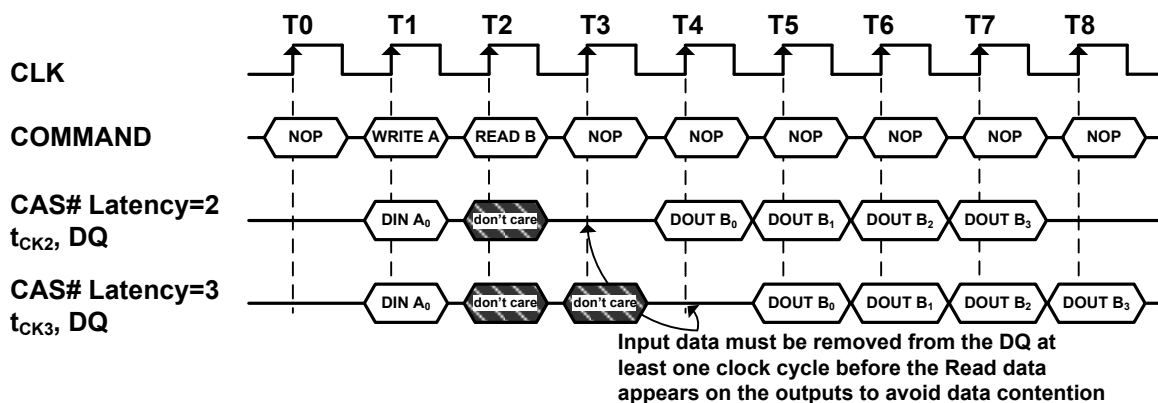 T0 T1 T2 T3 T4 T5 T6 T7 T8
CLK
COMMAND NOP WRITE A READ B NOP NOP NOP NOP NOP NOP
CAS# Latency=2
tCK2, DQ DIN A0 don't care DOUT B0 DOUT B1 DOUT B2 DOUT B3
CAS# Latency=3
tCK3, DQ DIN A0 don't care don't care DOUT B0 DOUT B1 DOUT B2 DOUT B3
Input data must be removed from the DQ at
least one clock cycle before the Read data
appears on the outputs to avoid data contention